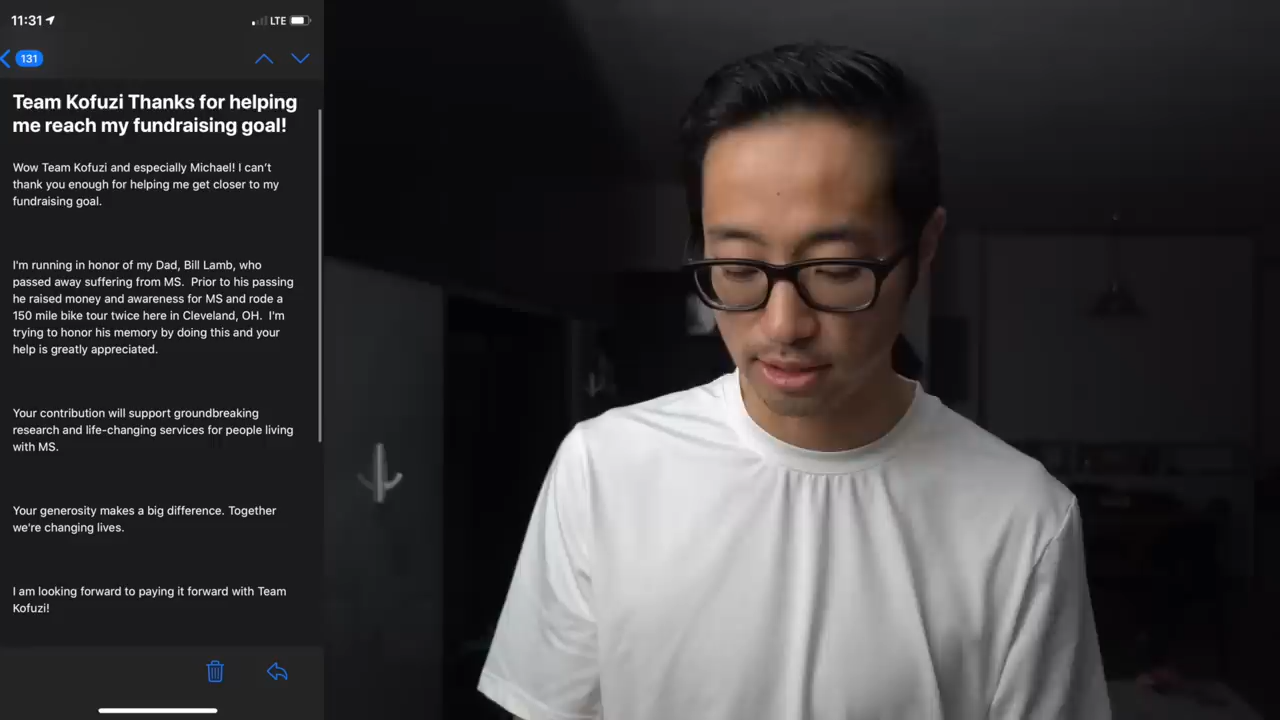 11:31
LTE
131
Team Kofuzi Thanks for helping
me reach my fundraising goal!
Wow Team Kofuzi and especially Michael! I can't
thank you enough for helping me get closer to my
fundraising goal.
I'm running in honor of my Dad, Bill Lamb, who
passed away suffering from MS.  Prior to his passing
he raised money and awareness for MS and rode a
150 mile bike tour twice here in Cleveland, OH.  I'm
trying to honor his memory by doing this and your
help is greatly appreciated.
Your contribution will support groundbreaking
research and life-changing services for people living
with MS.
Your generosity makes a big difference. Together
we're changing lives.
I am looking forward to paying it forward with Team
Kofuzi!